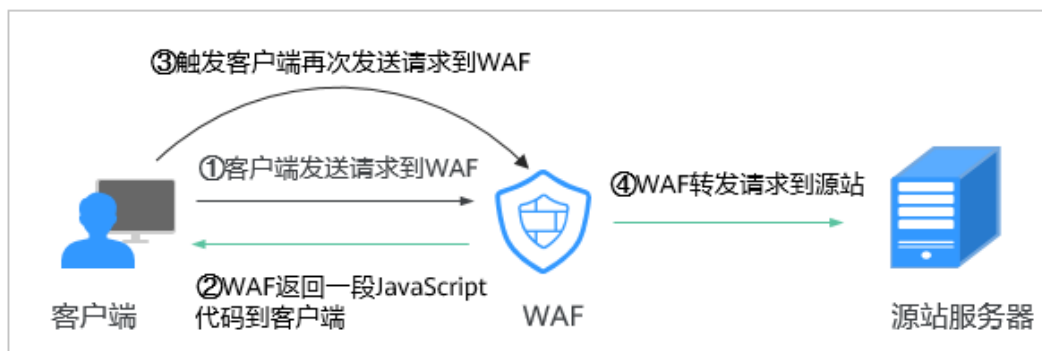 ③触发客户端再次发送请求到WAF
①客户端发送请求到WAF
④WAF转发请求到源站
②WAF返回一段JavaScript
代码到客户端
客户端
WAF
源站服务器